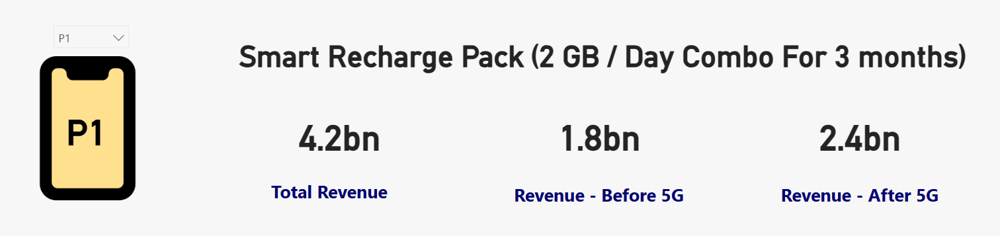 P1
Smart Recharge Pack (2 GB / Day Combo For 3 months)
P1
4.2bn
1.8bn
2.4bn
Total Revenue
Revenue - Before 5G
Revenue - After 5G